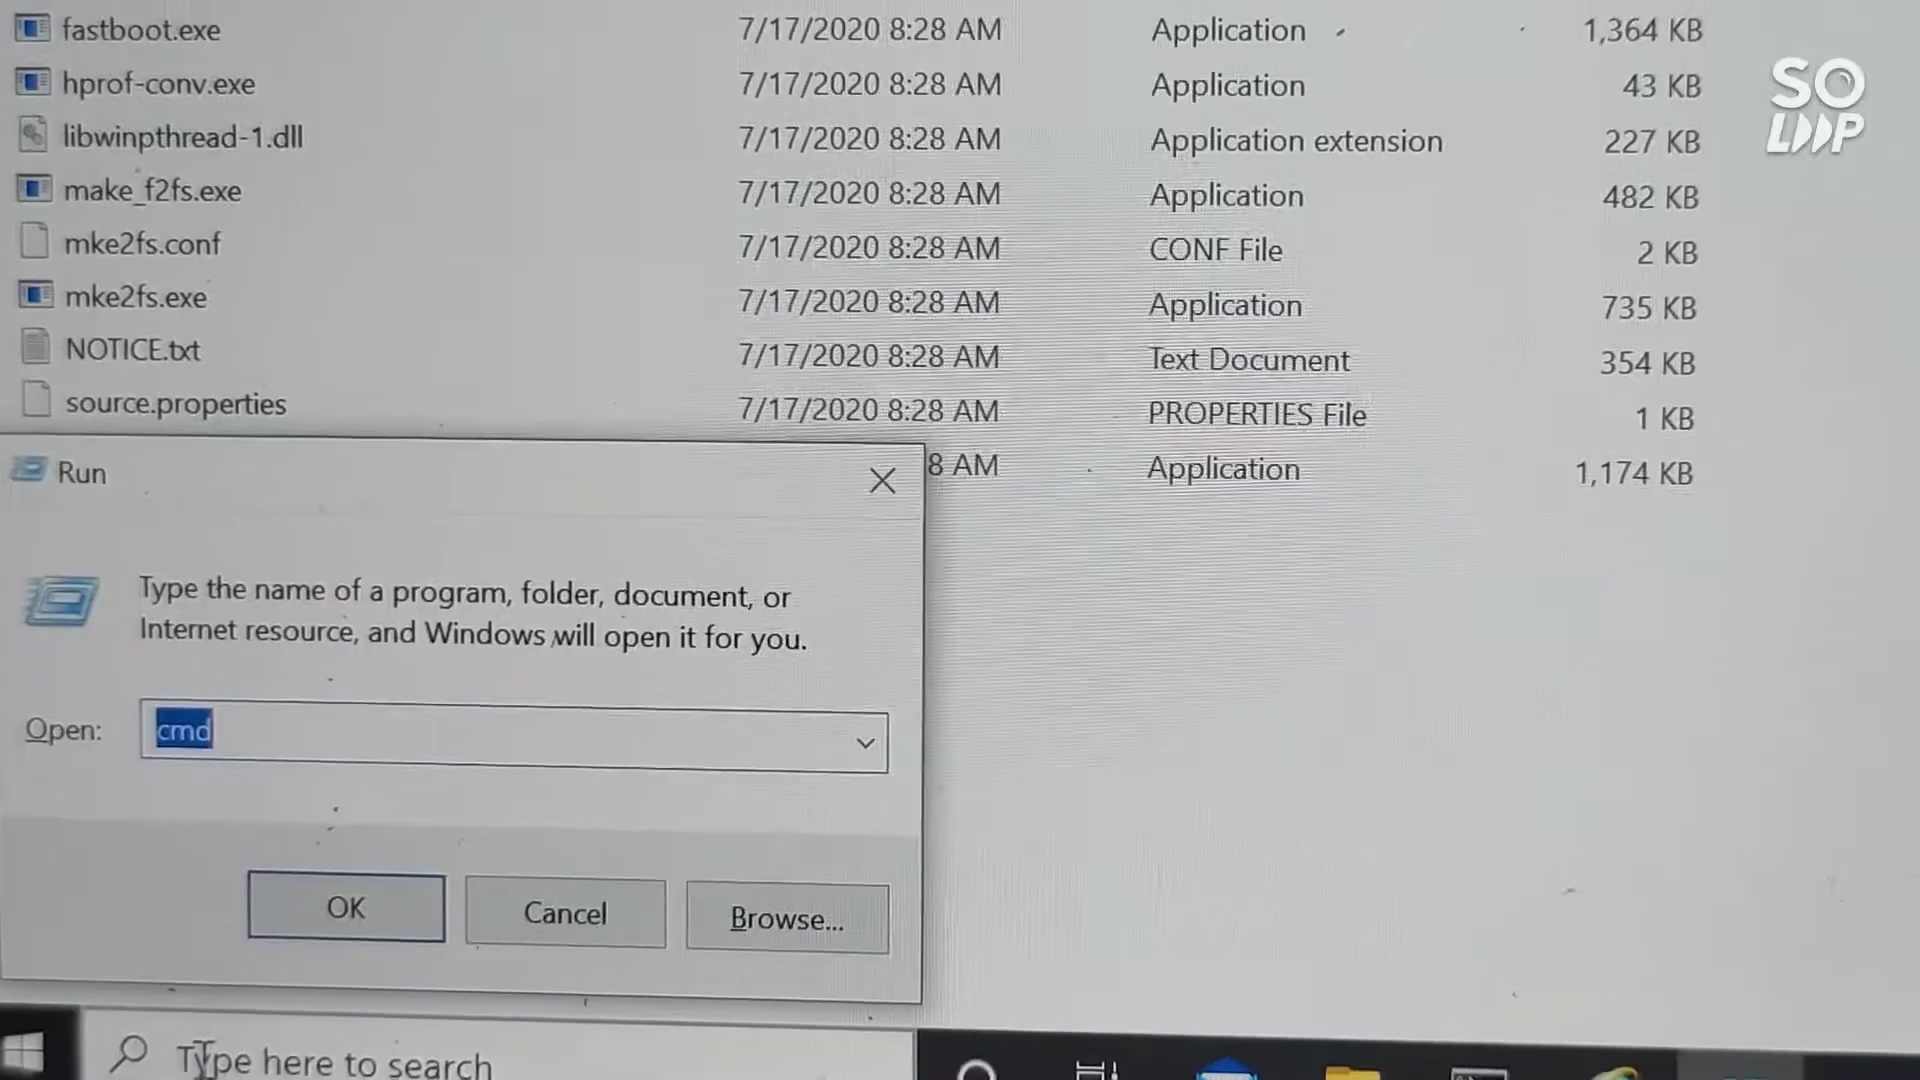 fastboot.exe 7/17/2020 8:28 AM Application 1,364 KB
hprof-conv.exe 7/17/2020 8:28 AM Application 43 KB
libwinpthread-1.dll 7/17/2020 8:28 AM Application extension 227 KB
make_f2fs.exe 7/17/2020 8:28 AM Application 482 KB
mke2fs.conf 7/17/2020 8:28 AM CONF File 2 KB
mke2fs.exe 7/17/2020 8:28 AM Application 735 KB
NOTICE.txt 7/17/2020 8:28 AM Text Document 354 KB
source.properties 7/17/2020 8:28 AM PROPERTIES File 1 KB
8 AM Application 1,174 KB
SO
LOOP
Run
Type the name of a program, folder, document, or
Internet resource, and Windows will open it for you.
Open: cmd
OK Cancel Browse...
Type here to search